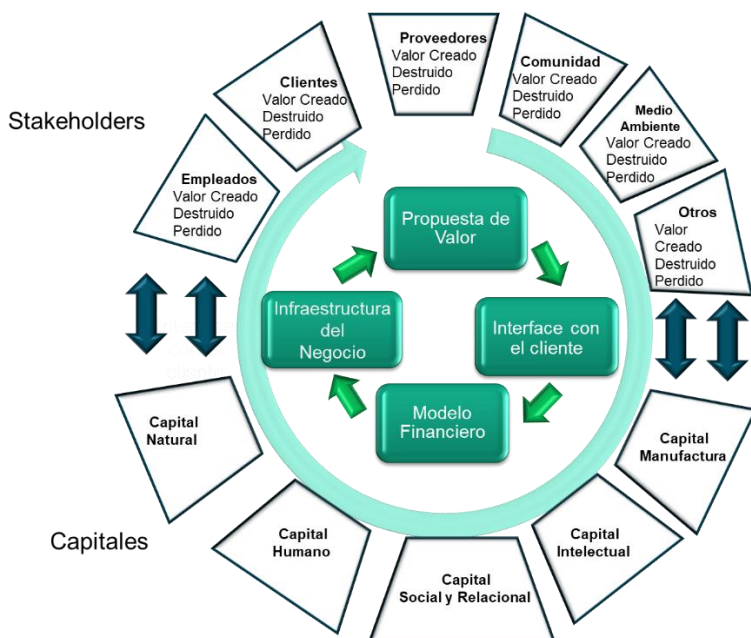 Proveedores
Valor Creado
Destruido
Perdido
Comunidad
Valor Creado
Destruido
Perdido
Clientes
Valor Creado
Destruido
Perdido
Medio
Ambiente
Valor Creado
Destruido
Perdido
Stakeholders
Empleados
Valor Creado
Destruido
Perdido
Otros
Valor
Creado
Destruido
Perdido
Propuesta de
Valor
Infraestructura
del
Negocio
Interface con
el cliente
Modelo
Financiero
Capital
Natural
Capital
Manufactura
Capitales
Capital
Humano
Capital
Intelectual
Capital
Social y Relacional